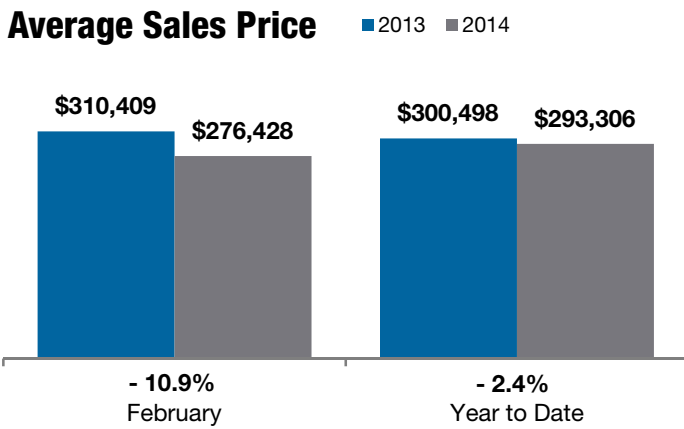 Average Sales Price
2013 2014
$310,409 $276,428 $300,498 $293,306
- 10.9% - 2.4%
February Year to Date